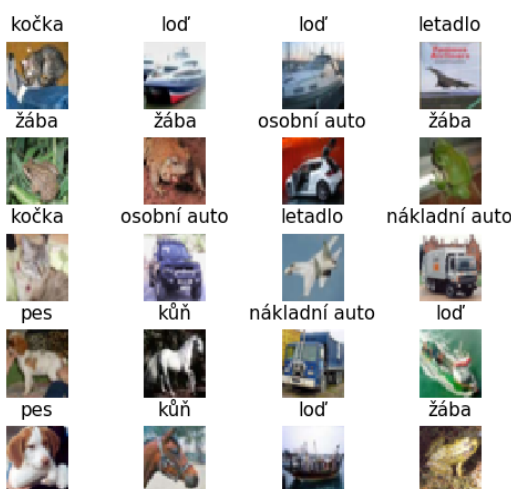 kočka loď loď letadlo
žába žába osobní auto žába
kočka osobní auto letadlo nákladní auto
pes kůň nákladní auto loď
pes kůň loď žába